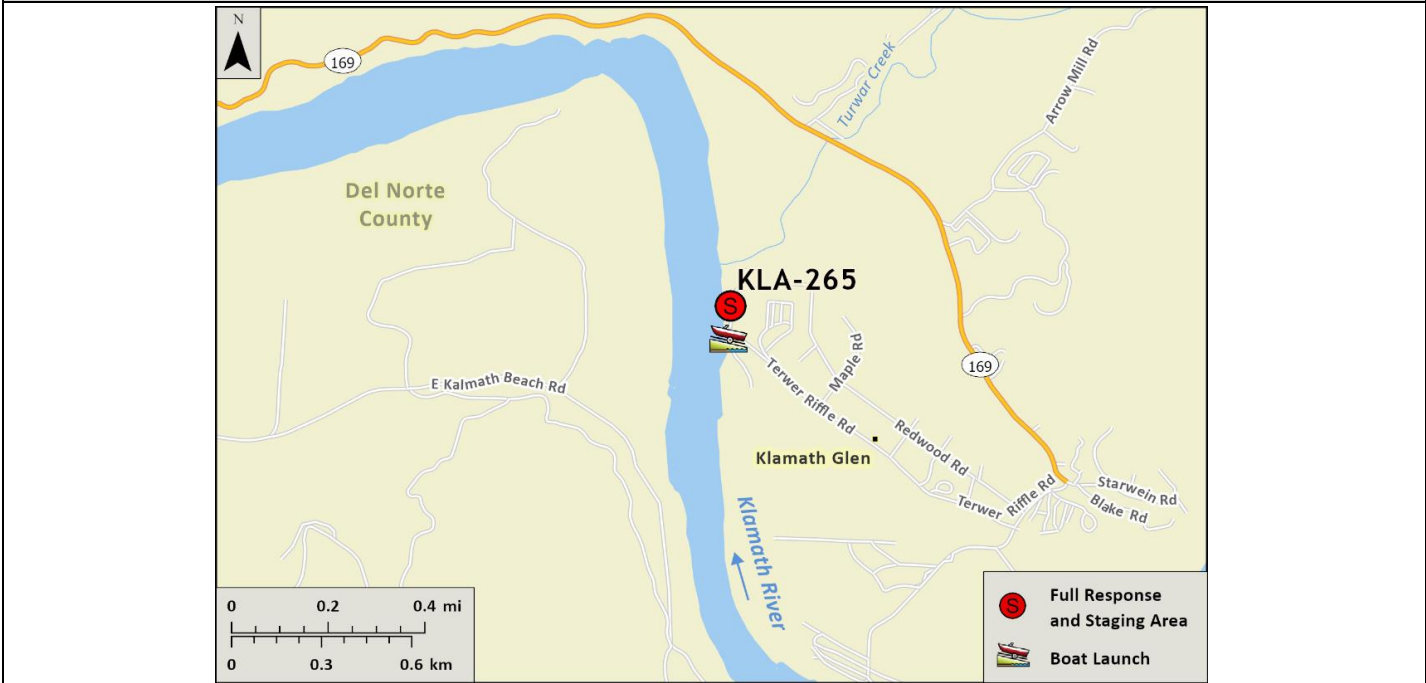 N
169
Turwar Creek
Arrow Mill Rd
Del Norte
County
KLA-265
S
169
Maple Rd
Terwer Riffle Rd
E Kalmath Beach Rd
Redwood Rd
Klamath Glen
Terwer Riffle Rd
Starwein Rd
Blake Rd
Klamath River
0 0.2 0.4 mi
0 0.3 0.6 km
S Full Response
and Staging Area
Boat Launch